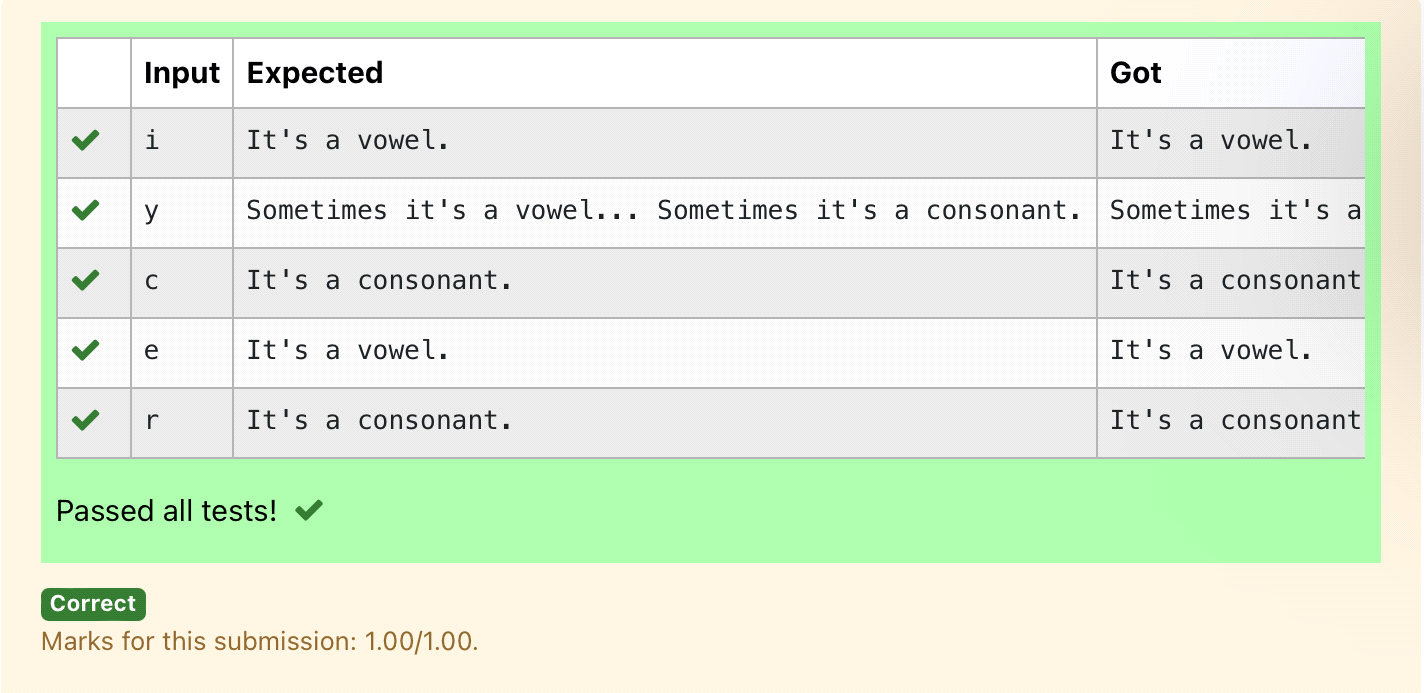 Input Expected Got
i It's a vowel. It's a vowel.
y Sometimes it's a vowel... Sometimes it's a consonant. Sometimes it's a
c It's a consonant. It's a consonant
e It's a vowel. It's a vowel.
r It's a consonant. It's a consonant
Passed all tests!
Correct
Marks for this submission: 1.00/1.00.